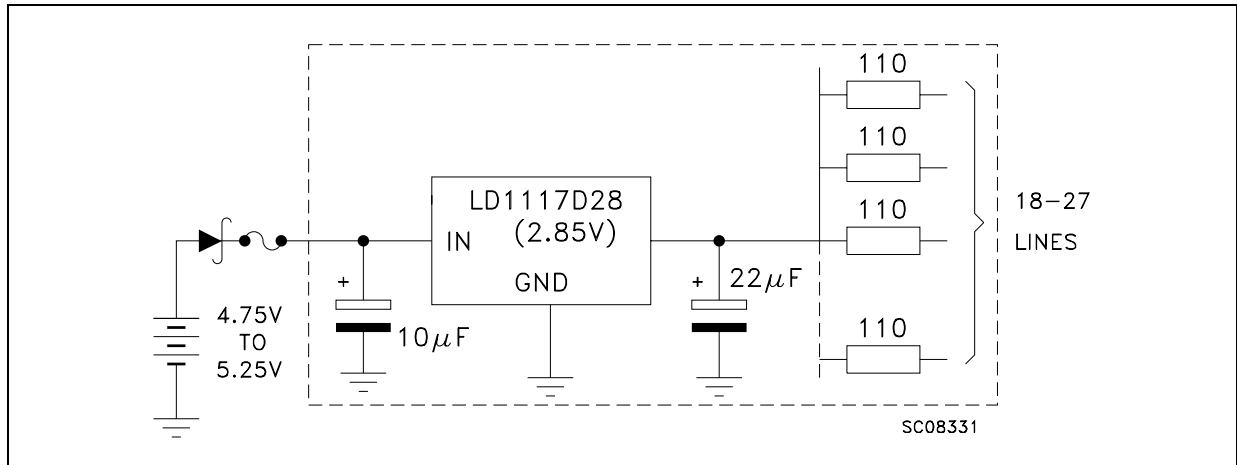 110
110
110
110
18-27
LINES
LD1117D28
(2.85V)
IN
GND
+
10μF
+
22μF
4.75V
TO
5.25V
SC08331